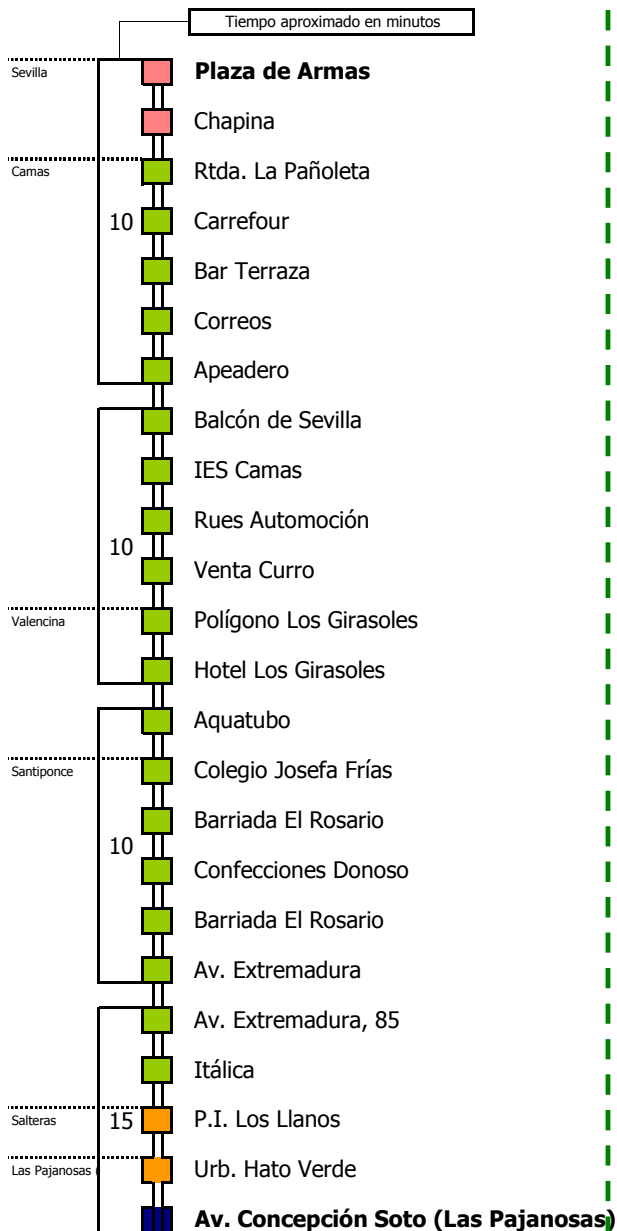 Tiempo aproximado en minutos
Sevilla
Plaza de Armas
Chapina
Camas
Rtda. La Pañoleta
10
Carrefour
Bar Terraza
Correos
Apeadero
Balcón de Sevilla
IES Camas
Rues Automoción
10
Venta Curro
Valencina
Polígono Los Girasoles
Hotel Los Girasoles
Aquatubo
Santiponce
Colegio Josefa Frías
Barriada El Rosario
10
Confecciones Donoso
Barriada El Rosario
Av. Extremadura
Av. Extremadura, 85
Itálica
Salteras
15
P.I. Los Llanos
Las Pajanosas (
Urb. Hato Verde
Av. Concepción Soto (Las Pajanosas)